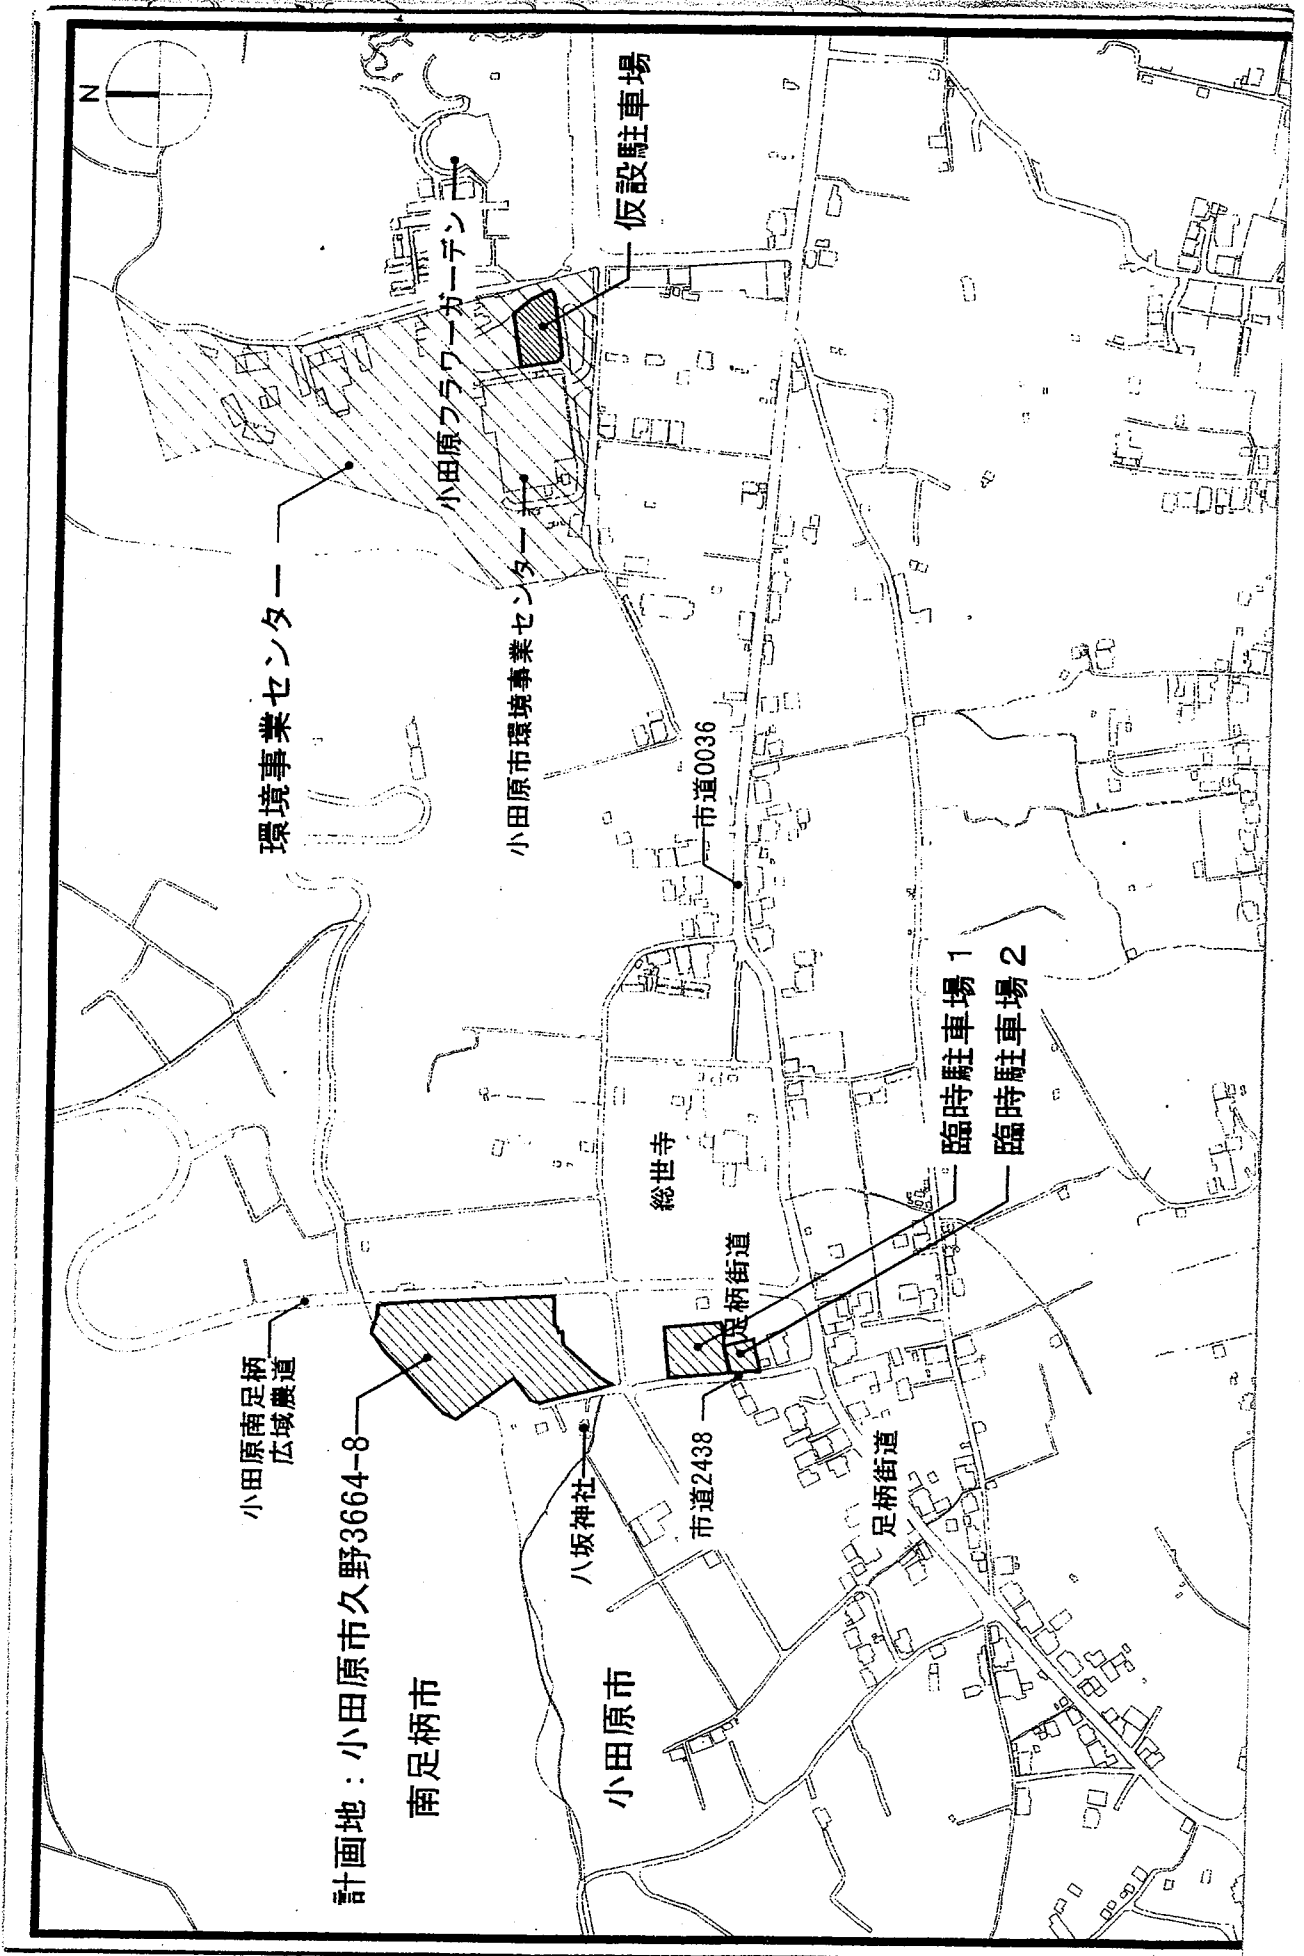 N
仮設駐車場
小田原フラワーガーデン
環境事業センター
小田原市環境事業センター
市道0036
臨時駐車場1
臨時駐車場2
総世寺
足柄街道
小田原南足柄
広域農道
計画地：小田原市久野3664-8
八坂神社
市道2438
足柄街道
南足柄市
小田原市